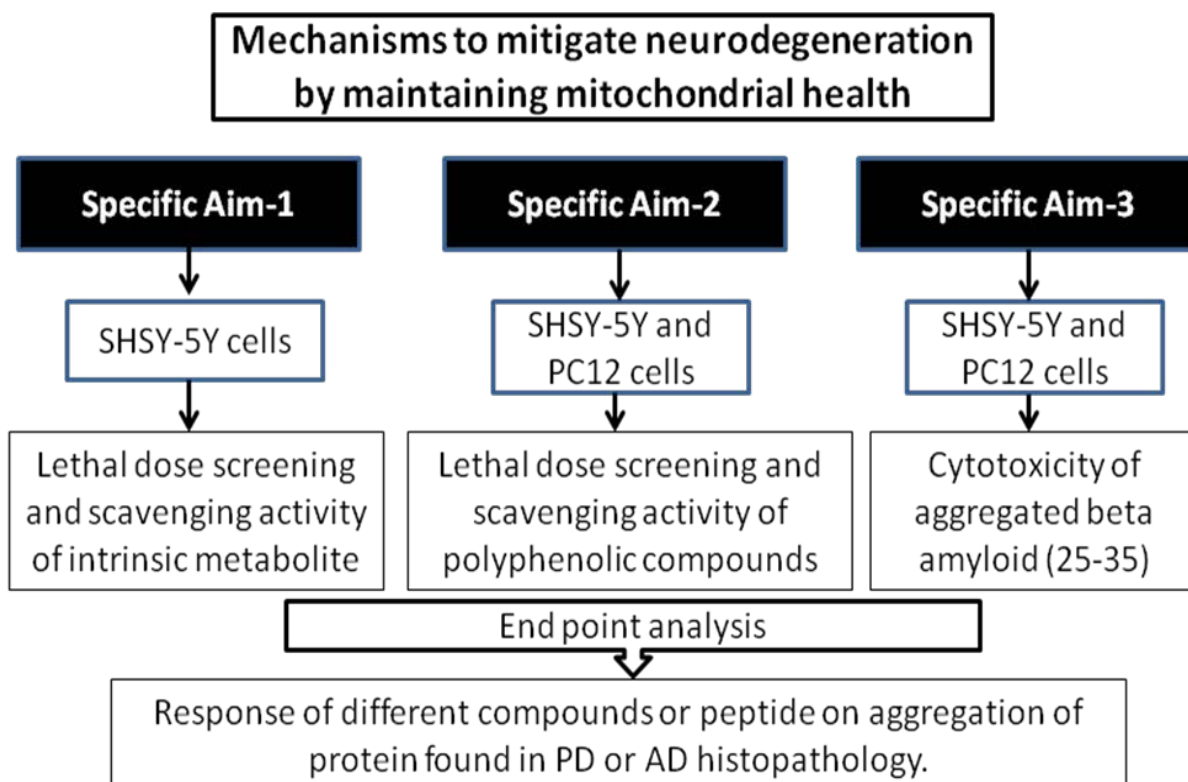 Mechanisms to mitigate neurodegeneration
by maintaining mitochondrial health
Specific Aim-1
Specific Aim-2
Specific Aim-3
SHSY-5Y cells
SHSY-5Y and
PC12 cells
SHSY-5Y and
PC12 cells
Lethal dose screening
and scavenging activity
of intrinsic metabolite
Lethal dose screening and
scavenging activity of
polyphenolic compounds
Cytotoxicity of
aggregated beta
amyloid (25-35)
End point analysis
Response of different compounds or peptide on aggregation of
protein found in PD or AD histopathology.